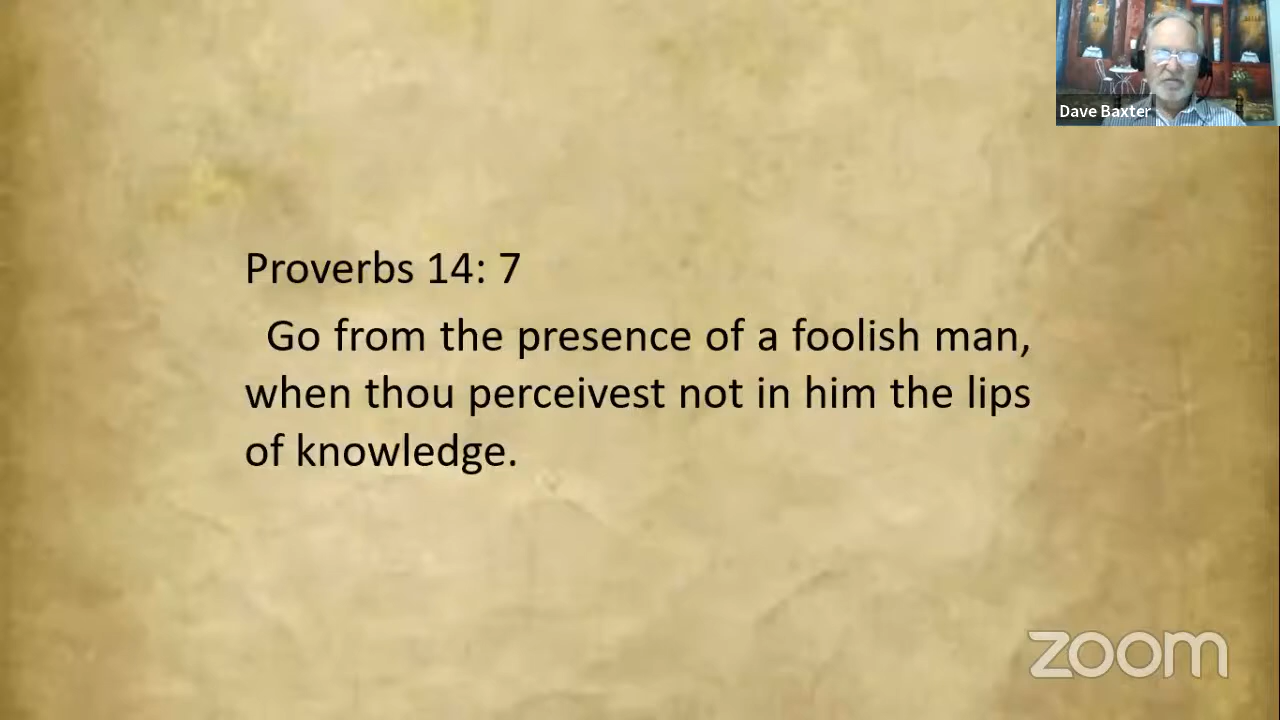 Dave Baxter
Proverbs 14: 7
Go from the presence of a foolish man,
when thou perceivest not in him the lips
of knowledge.
zoom